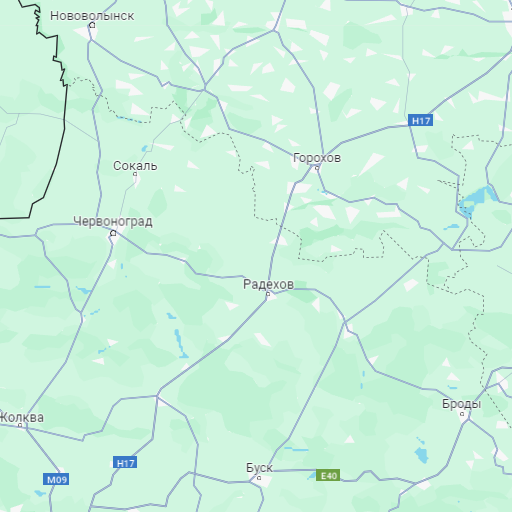 Нововолынск
H17
Горохов
Сокаль
Червоноград
Радехов
Броды
Жолква
H17
Буск
E40
M09